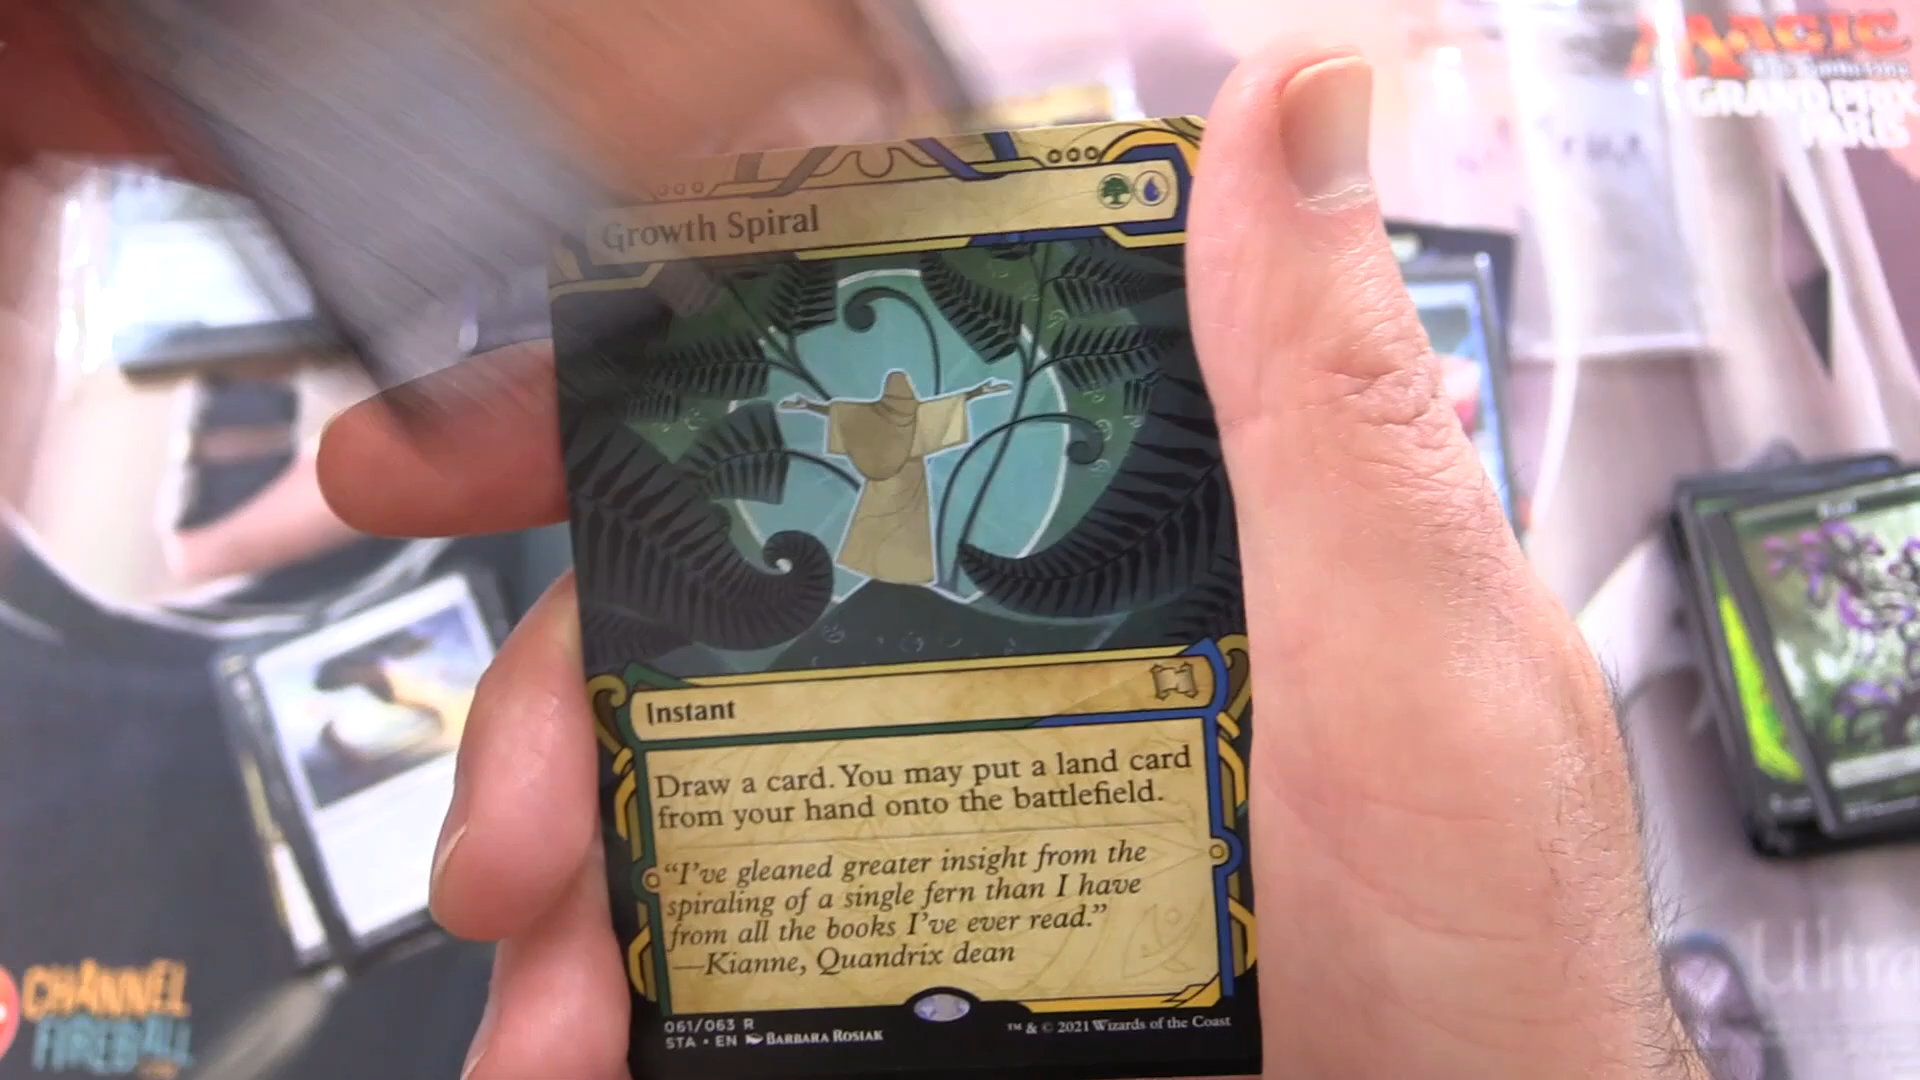 MAGIC
GRAND PRIX
PARIS
Growth Spiral
Instant
Draw a card. You may put a land card
from your hand onto the battlefield.
“I’ve gleaned greater insight from the
spiraling of a single fern than I have
from all the books I’ve ever read.”
—Kianne, Quandrix dean
061/063 R
STA • EN BARBARA ROSIAK
™ & © 2021 Wizards of the Coast
CHANNEL
FIREBALL
Ultra